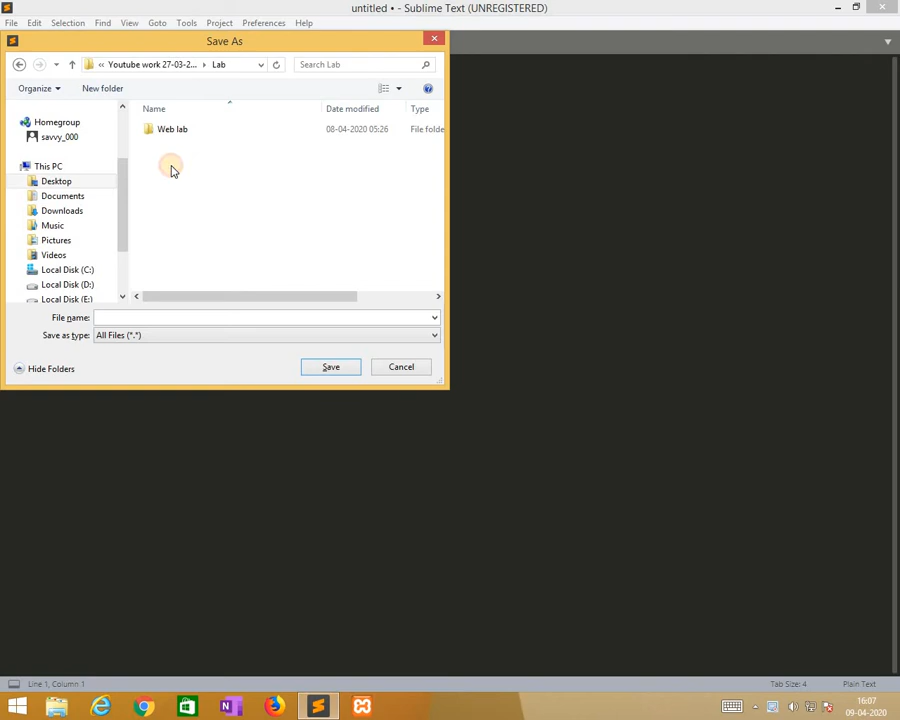 untitled • - Sublime Text (UNREGISTERED)
File Edit Selection Find View Goto Tools Project Preferences Help
Save As
« Youtube work 27-03-2... Lab
Search Lab
Organize New folder
Name Date modified Type
Homegroup
savvy_000
This PC
Desktop
Documents
Downloads
Music
Pictures
Videos
Local Disk (C:)
Local Disk (D:)
Local Disk (E:)
Web lab 08-04-2020 05:26 File folde
File name:
Save as type: All Files (*.*)
Hide Folders Save Cancel
Line 1, Column 1 Tab Size: 4 Plain Text
16:07
09-04-2020